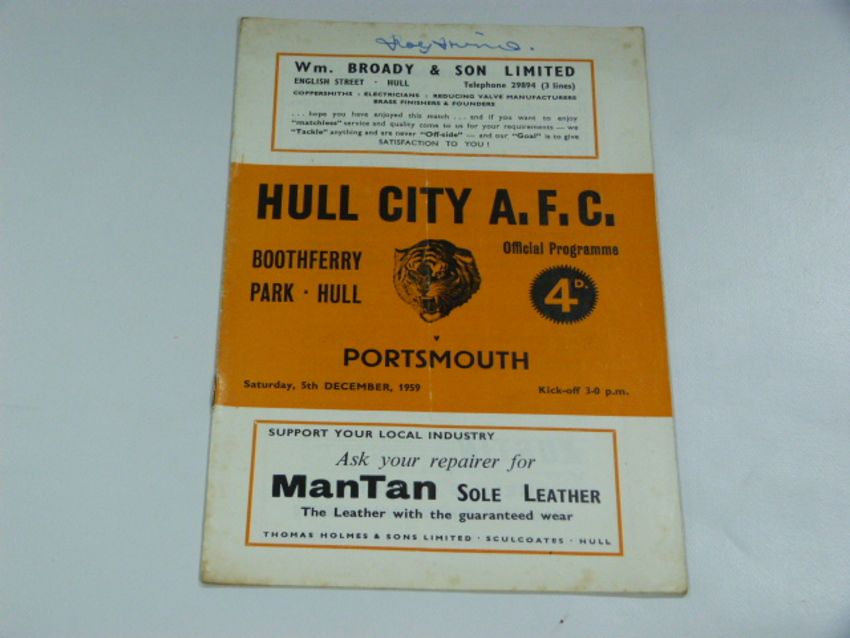 Wm. BROADY & SON LIMITED
ENGLISH STREET · HULL Telephone 29894 (3 lines)
COPPERSMITHS · ELECTRICIANS · REDUCING VALVE MANUFACTURERS
BRASS FINISHERS & FOUNDERS
. . . hope you have enjoyed this match . . . and if you want to enjoy
"matchless" service and quality come to us for your requirements — we
"Tackle" anything and are never "Off-side" — and our "Goal" is to give
SATISFACTION TO YOU !
HULL CITY A.F.C.
Official Programme
BOOTHFERRY
PARK · HULL
4D.
v
PORTSMOUTH
Saturday, 5th DECEMBER, 1959 Kick-off 3-0 p.m.
SUPPORT YOUR LOCAL INDUSTRY
Ask your repairer for
ManTan SOLE LEATHER
The Leather with the guaranteed wear
THOMAS HOLMES & SONS LIMITED · SCULCOATES · HULL